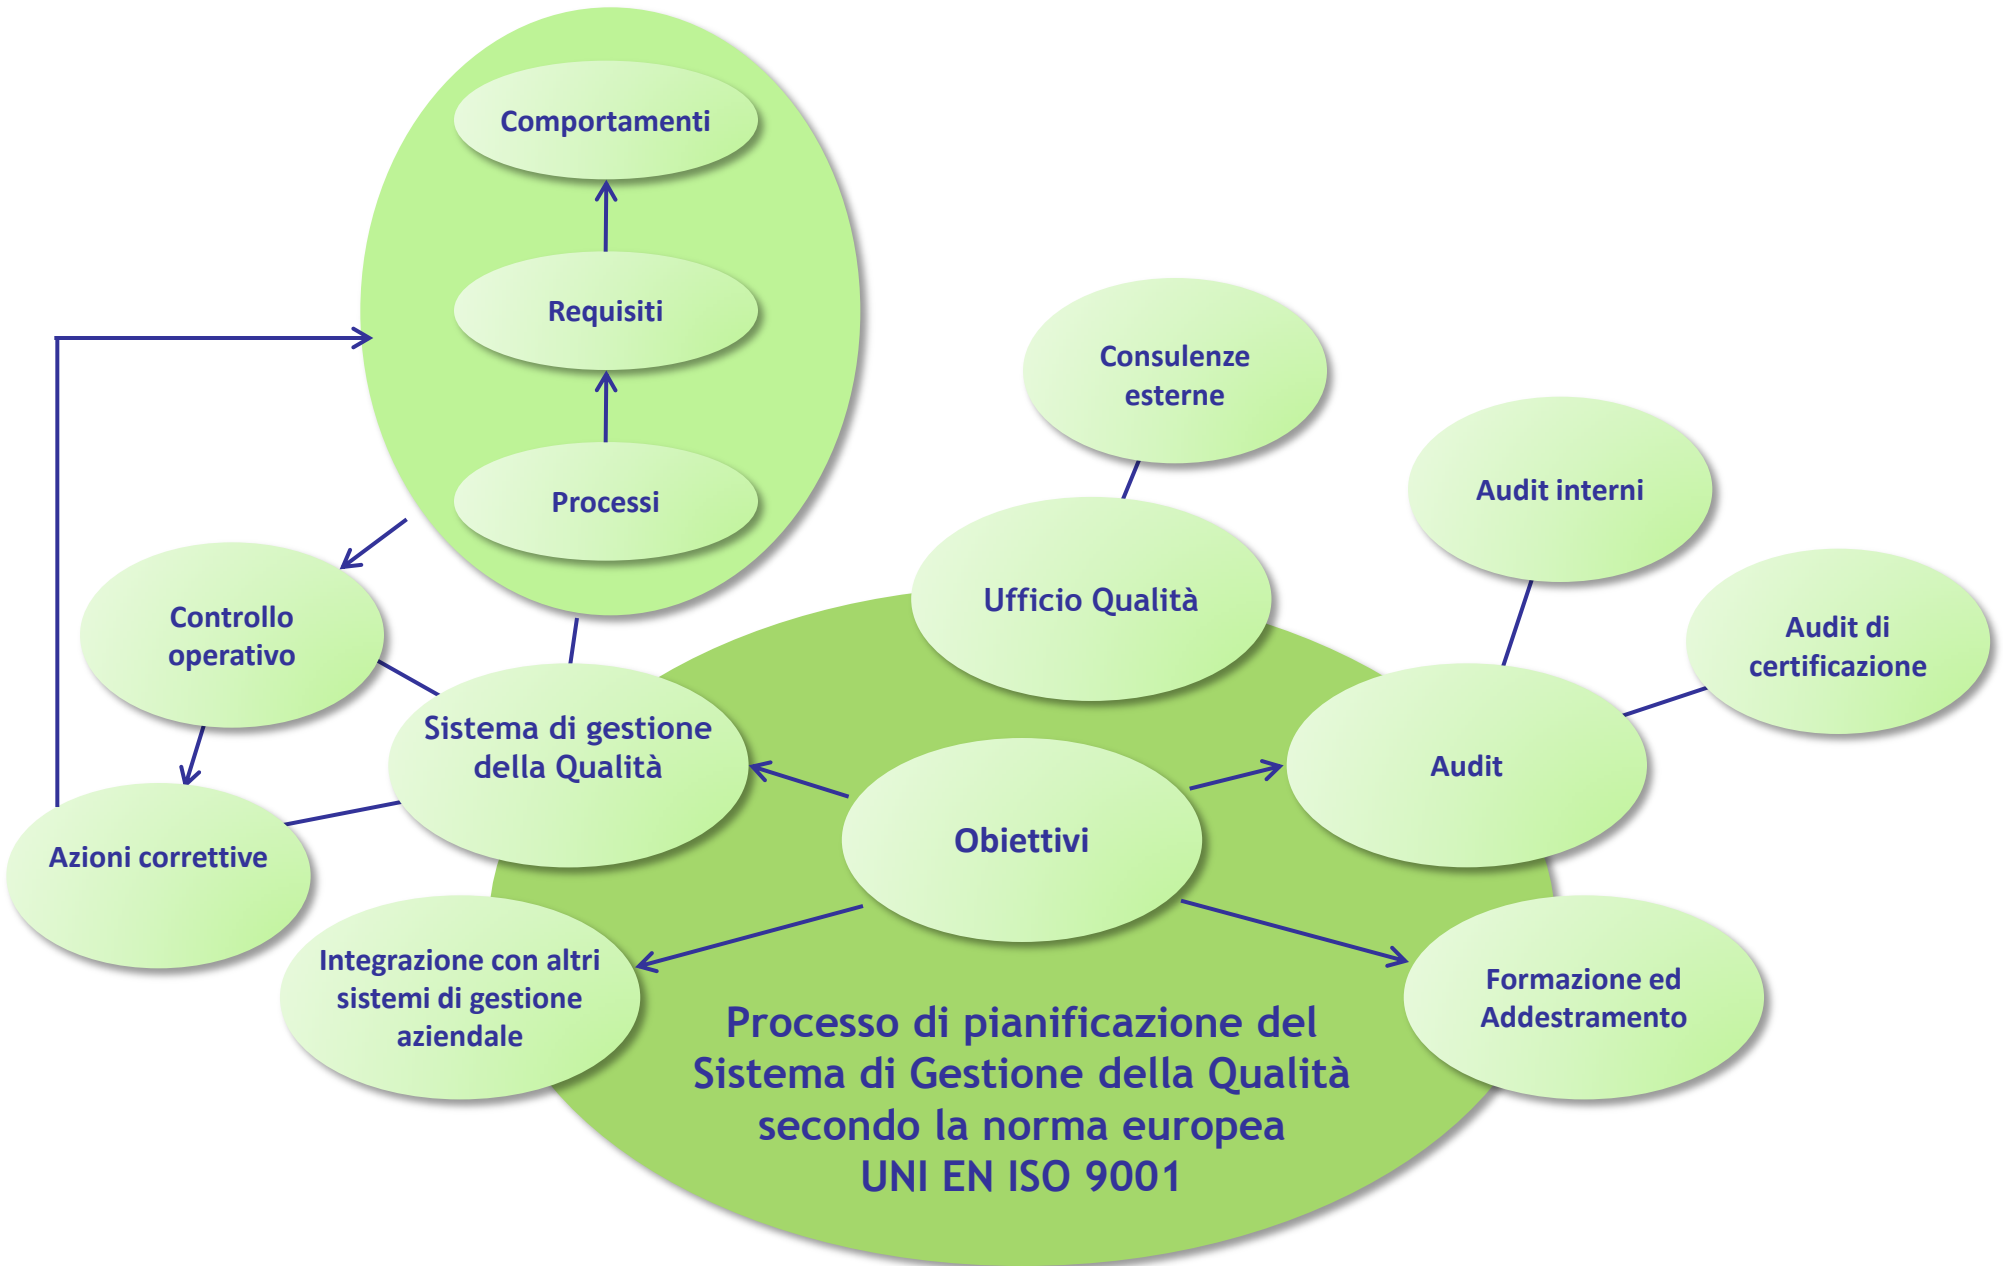 Comportamenti
Requisiti
Processi
Consulenze
esterne
Audit interni
Ufficio Qualità
Controllo
operativo
Audit di
certificazione
Sistema di gestione
della Qualità
Audit
Obiettivi
Azioni correttive
Integrazione con altri
sistemi di gestione
aziendale
Formazione ed
Addestramento
Processo di pianificazione del
Sistema di Gestione della Qualità
secondo la norma europea
UNI EN ISO 9001